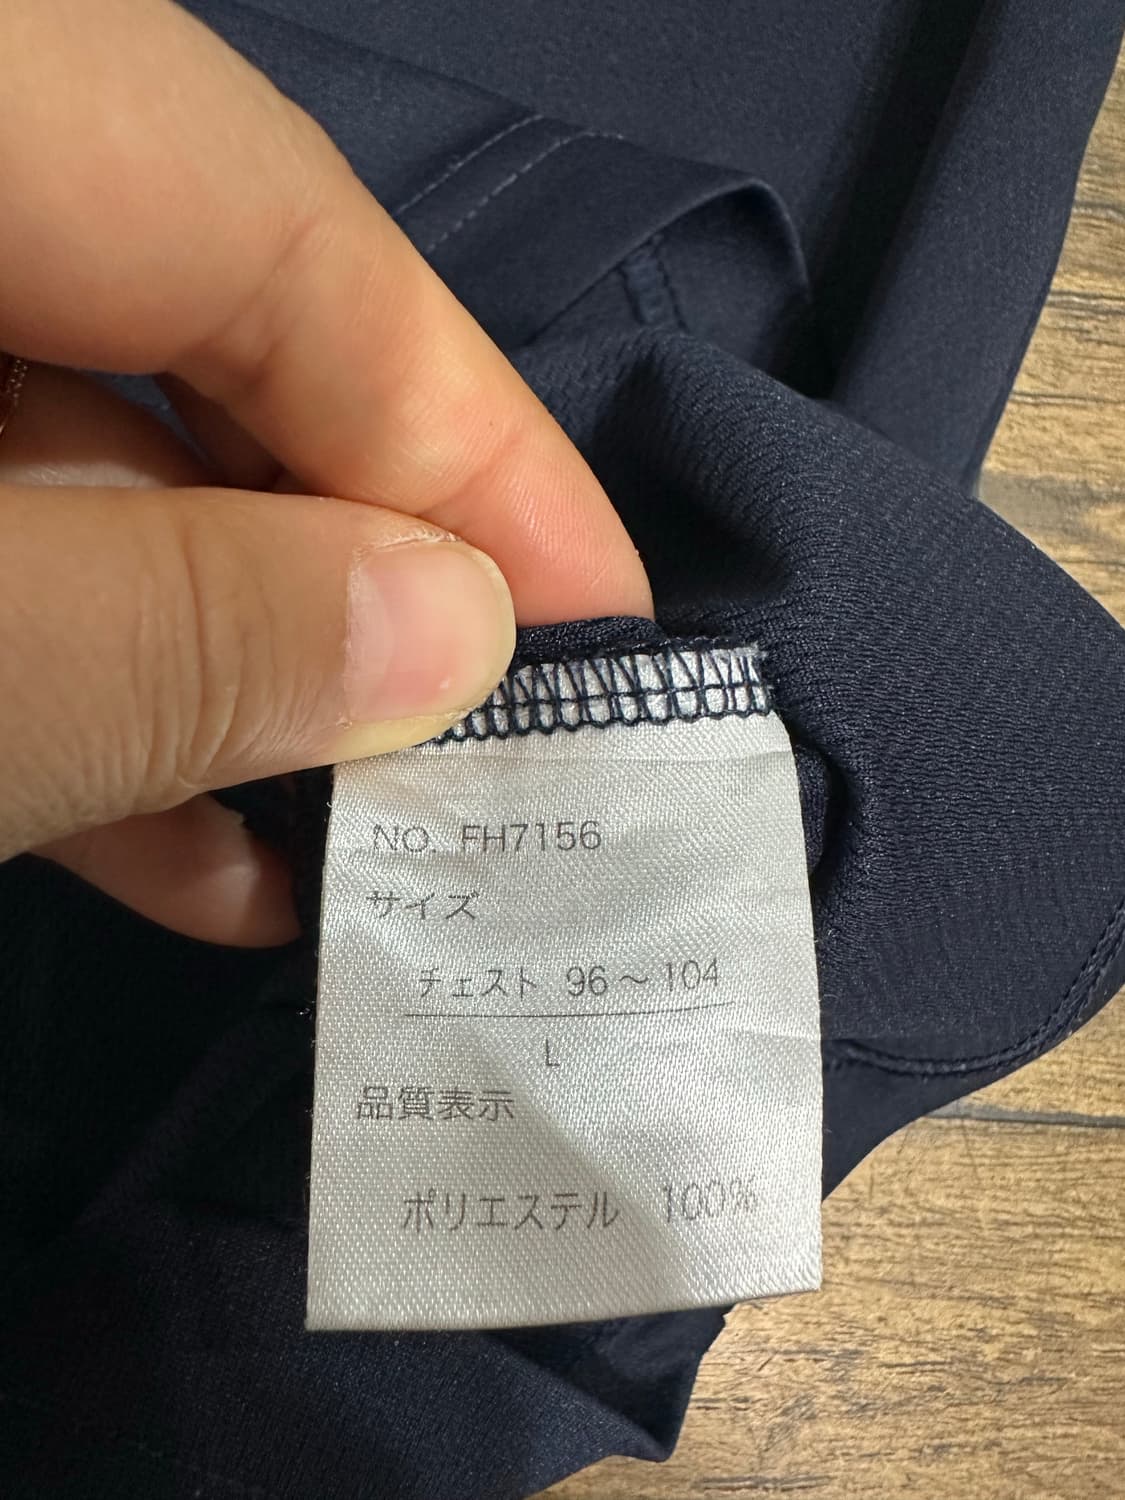 NO. FH7156
サイズ
チェスト 96～104
L
品質表示
ポリエステル 100%